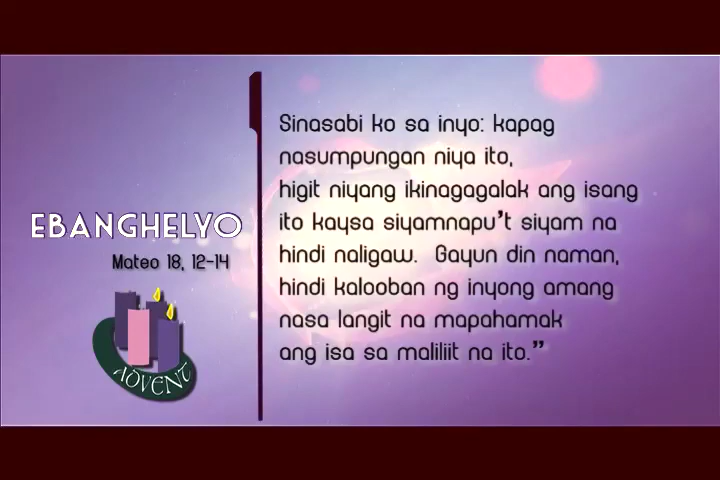 EBANGHELYO
Mateo 18, 12-14
ADVENT
Sinasabi ko sa inyo: kapag
nasumpungan niya ito,
higit niyang ikinagagalak ang isang
ito kaysa siyamnapu't siyam na
hindi naligaw. Gayun din naman,
hindi kalooban ng inyong amang
nasa langit na mapahamak
ang isa sa maliliit na ito."